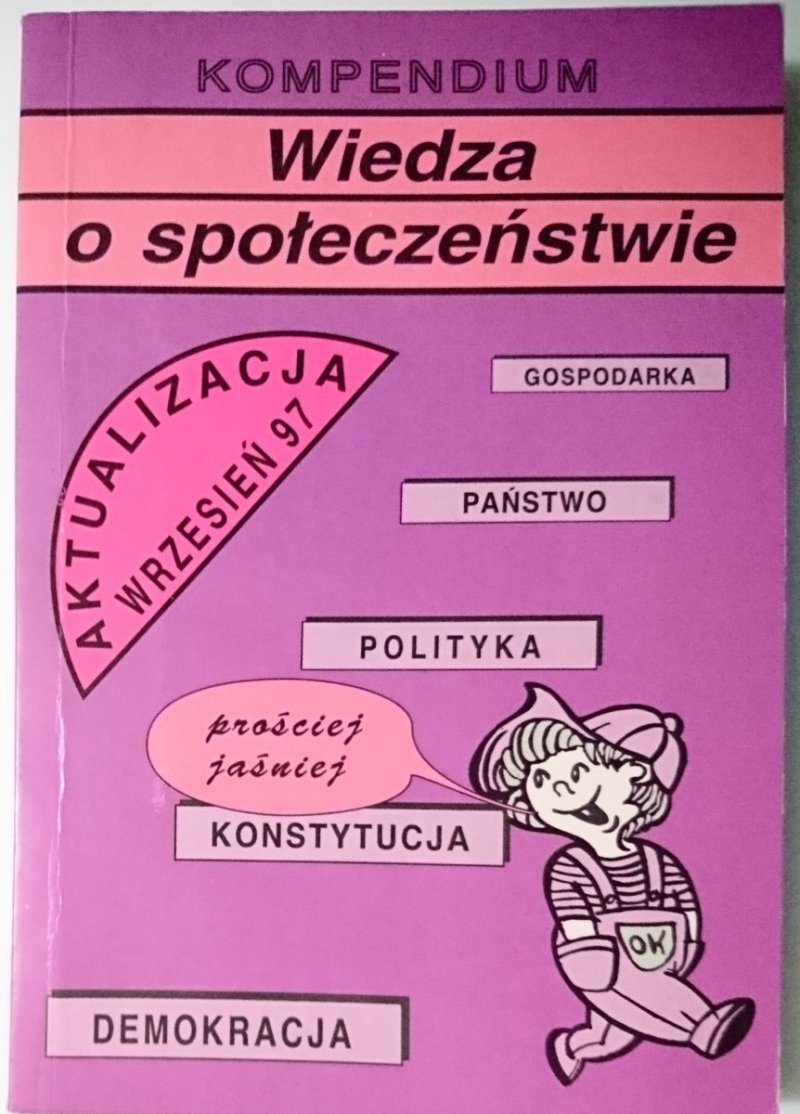 KOMPENDIUM
Wiedza
o społeczeństwie
AKTUALIZACJA
WRZESIEŃ 97
GOSPODARKA
PAŃSTWO
POLITYKA
prościej
jaśniej
KONSTYTUCJA
OK
DEMOKRACJA